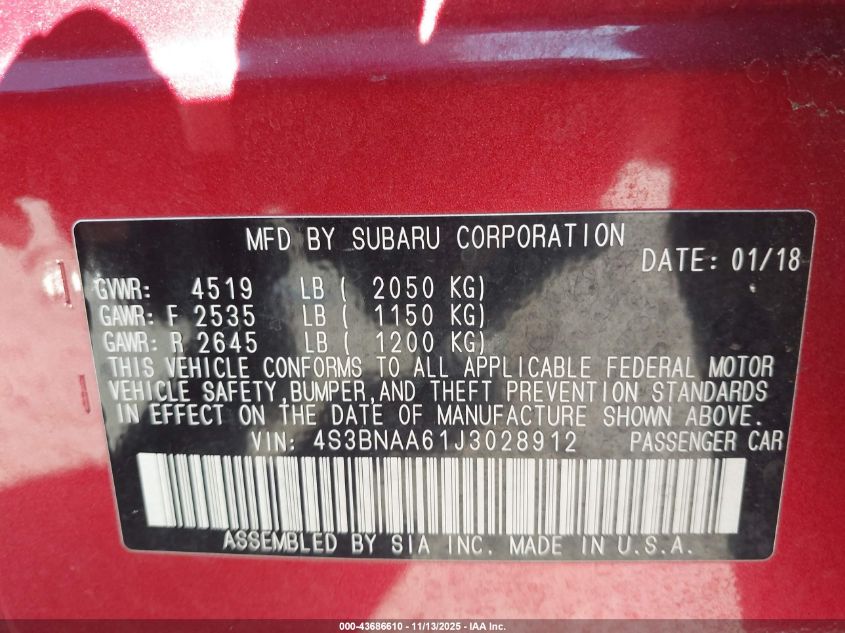 MFD BY SUBARU CORPORATION
DATE: 01/18
GVWR: 4519 LB ( 2050 KG)
GAWR: F 2535 LB ( 1150 KG)
GAWR: R 2645 LB ( 1200 KG)
THIS VEHICLE CONFORMS TO ALL APPLICABLE FEDERAL MOTOR
VEHICLE SAFETY,BUMPER,AND THEFT PREVENTION STANDARDS
IN EFFECT ON THE DATE OF MANUFACTURE SHOWN ABOVE.
VIN: 4S3BNAA61J3028912 PASSENGER CAR
ASSEMBLED BY SIA INC. MADE IN U.S.A.
000-43686610 - 11/13/2025 - IAA Inc.